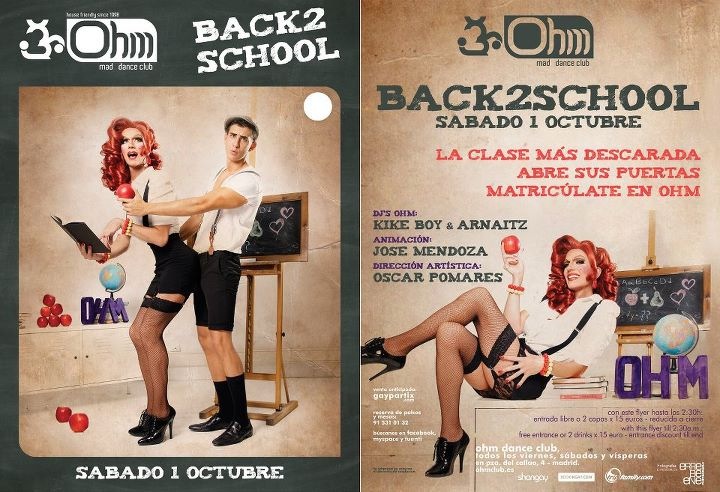 house friendly since 1998
Ohm
mad dance club
BACK2
SCHOOL
OHM
SABADO 1 OCTUBRE
Ohm
mad dance club
BACK2SCHOOL
SABADO 1 OCTUBRE
LA CLASE MÁS DESCARADA
ABRE SUS PUERTAS
MATRICÚLATE EN OHM
DJ'S OHM:
KIKE BOY & ARNAITZ
ANIMACIÓN:
JOSE MENDOZA
DIRECCIÓN ARTÍSTICA:
OSCAR POMARES
OHM
venta anticipada:
gaypartix
.com
reserva de palcos
y mesas:
91 531 01 32
búscanos en facebook,
myspace y tuenti
con este flyer hasta las 2:30h:
entrada libre o 2 copas x 15 euros - reducida a cierre
with this flyer till 2:30a.m.:
free entrance or 2 drinks x 15 euros - entrance discount till end
ohm dance club,
todos los viernes, sábados y vísperas
en pza. del callao, 4 - madrid.
ohmclub.es
shangay